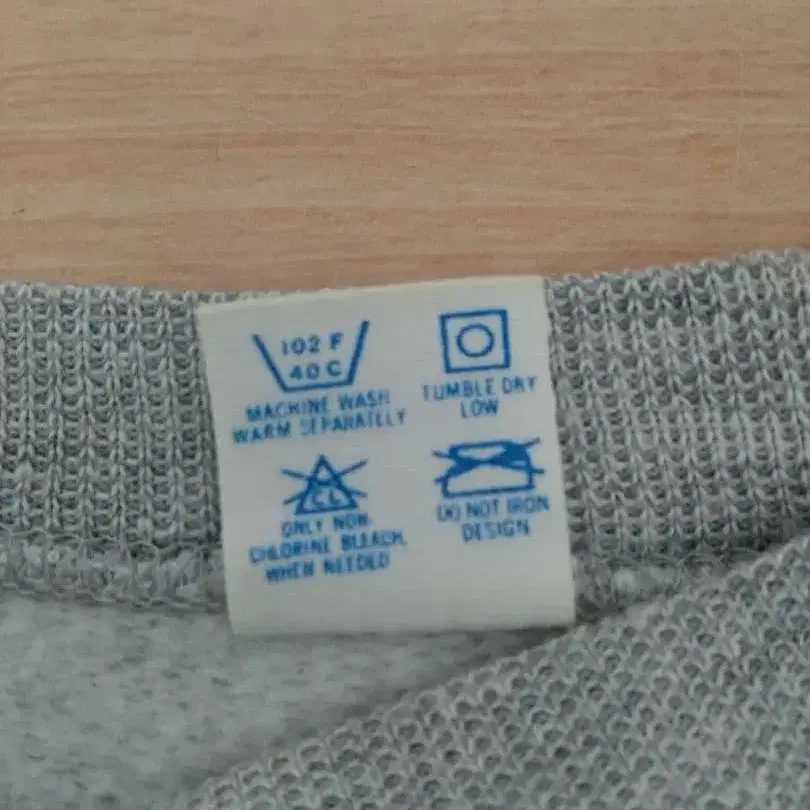 102 F
40 C
MACHINE WASH
WARM SEPARATELY
TUMBLE DRY
LOW
CL
ONLY NON
CHLORINE BLEACH
WHEN NEEDED
DO NOT IRON
DESIGN